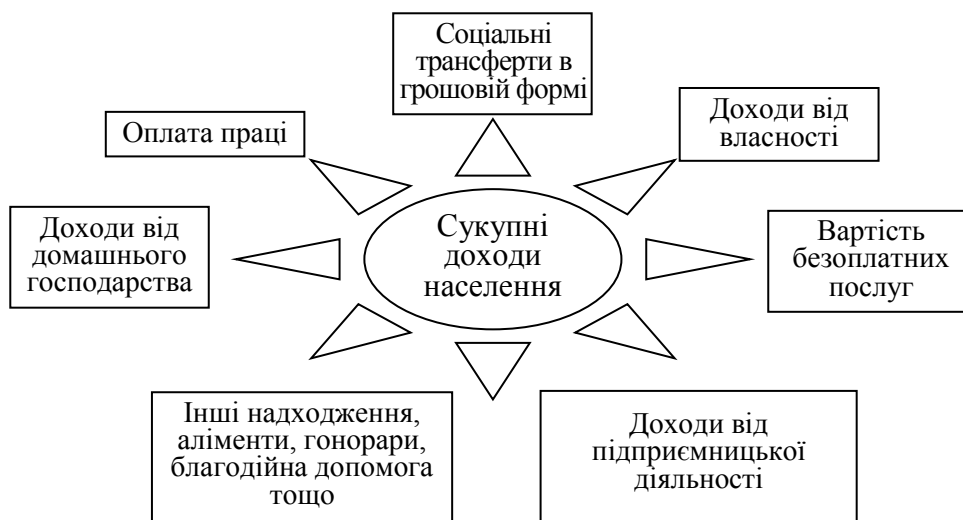 Соціальні
трансферти в
грошовій формі
Оплата праці
Доходи від
власності
Доходи від
домашнього
господарства
Сукупні
доходи
населення
Вартість
безоплатних
послуг
Інші надходження,
аліменти, гонорари,
благодійна допомога
тощо
Доходи від
підприємницької
діяльності